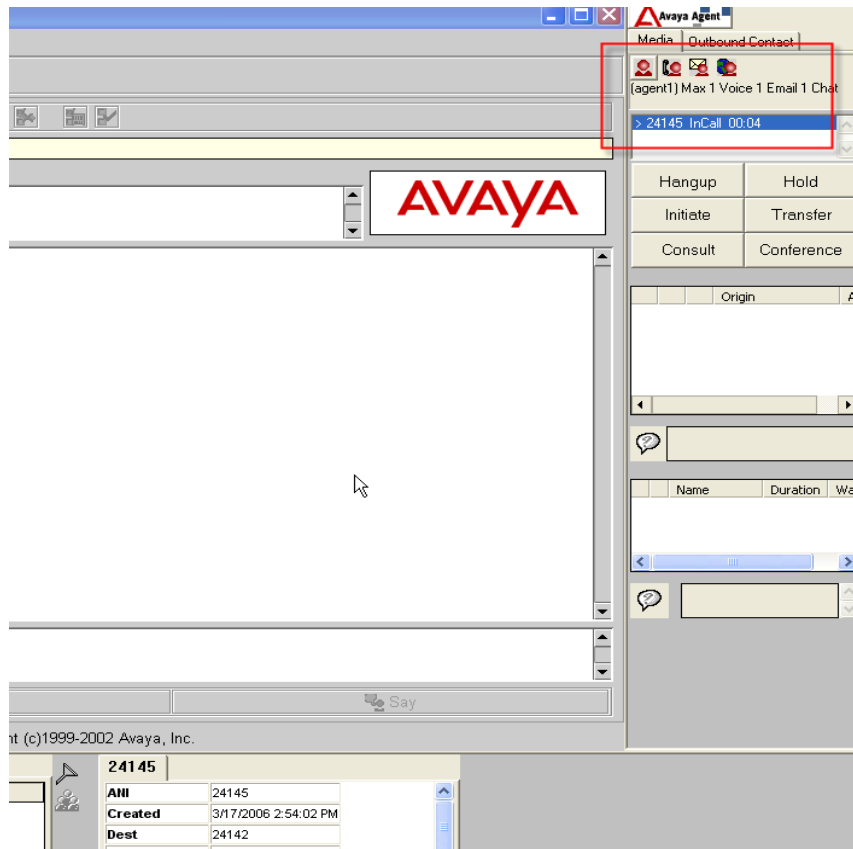 Avaya Agent
Media Outbound Contact
(agent1) Max 1 Voice 1 Email 1 Chat
> 24145 InCall 00:04
Hangup Hold
AVAYA
Initiate Transfer
Consult Conference
Origin A
Name Duration Wa
Say
nt (c)1999-2002 Avaya, Inc.
24145
ANI 24145
Created 3/17/2006 2:54:02 PM
Dest 24142